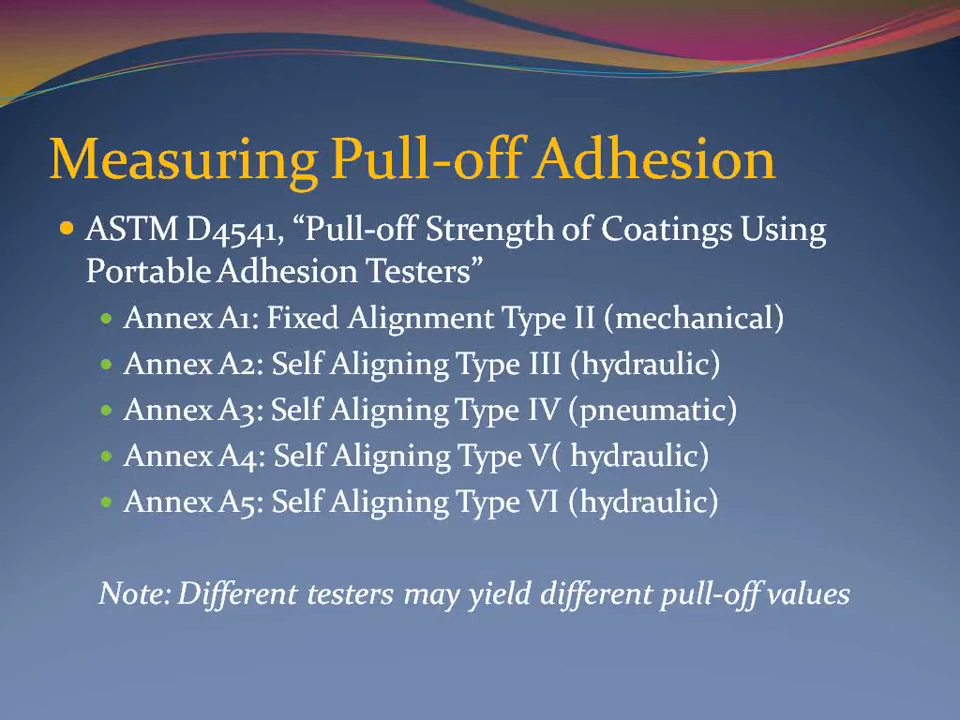 Measuring Pull-off Adhesion
ASTM D4541, “Pull-off Strength of Coatings Using
Portable Adhesion Testers”
Annex A1: Fixed Alignment Type II (mechanical)
Annex A2: Self Aligning Type III (hydraulic)
Annex A3: Self Aligning Type IV (pneumatic)
Annex A4: Self Aligning Type V( hydraulic)
Annex A5: Self Aligning Type VI (hydraulic)
Note: Different testers may yield different pull-off values